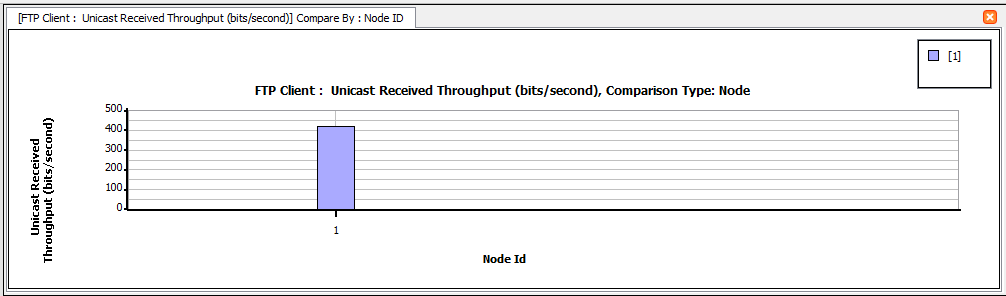 [FTP Client :  Unicast Received Throughput (bits/second)] Compare By : Node ID
[1]
FTP Client :  Unicast Received Throughput (bits/second), Comparison Type: Node
Unicast Received
Throughput (bits/second)
500
400
300
200
100
0
1
Node Id